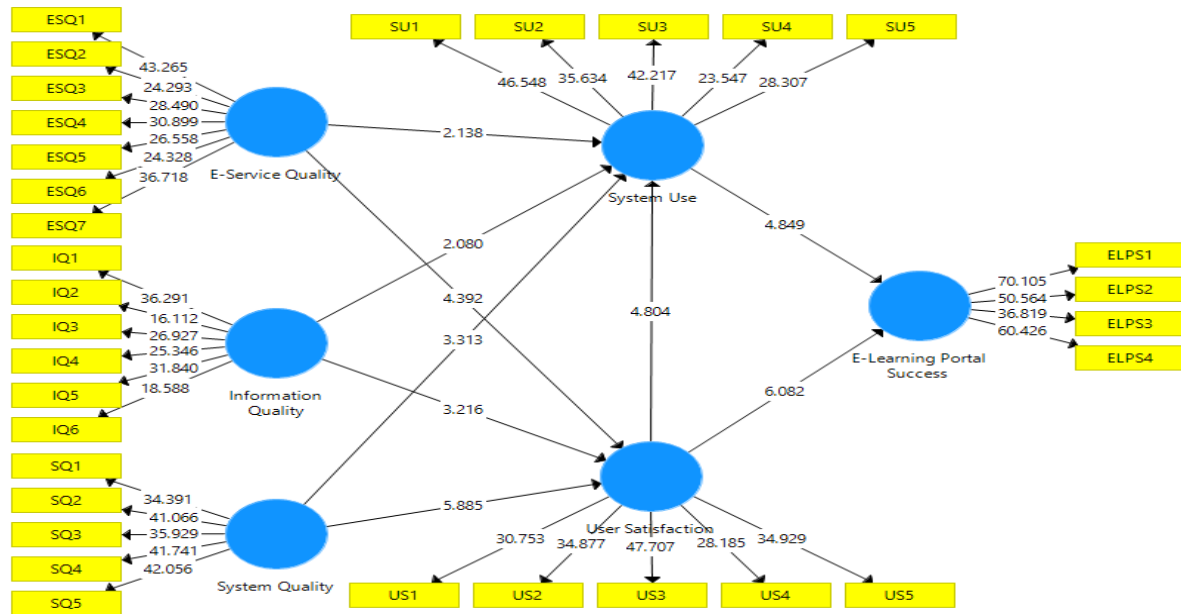 ESQ1
ESQ2
ESQ3
ESQ4
ESQ5
ESQ6
ESQ7
43.265
24.293
28.490
30.899
26.558
24.328
36.718
E-Service Quality
IQ1
IQ2
IQ3
IQ4
IQ5
IQ6
36.291
16.112
26.927
25.346
31.840
18.588
Information
Quality
SQ1
SQ2
SQ3
SQ4
SQ5
34.391
41.066
35.929
41.741
42.056
System Quality
2.138
2.080
4.392
3.313
3.216
5.885
SU1 SU2 SU3 SU4 SU5
46.548 35.634 42.217 23.547 28.307
System Use
4.804
User Satisfaction
30.753 34.877 47.707 28.185 34.929
US1 US2 US3 US4 US5
4.849
6.082
E-Learning Portal
Success
70.105
50.564
36.819
60.426
ELPS1
ELPS2
ELPS3
ELPS4